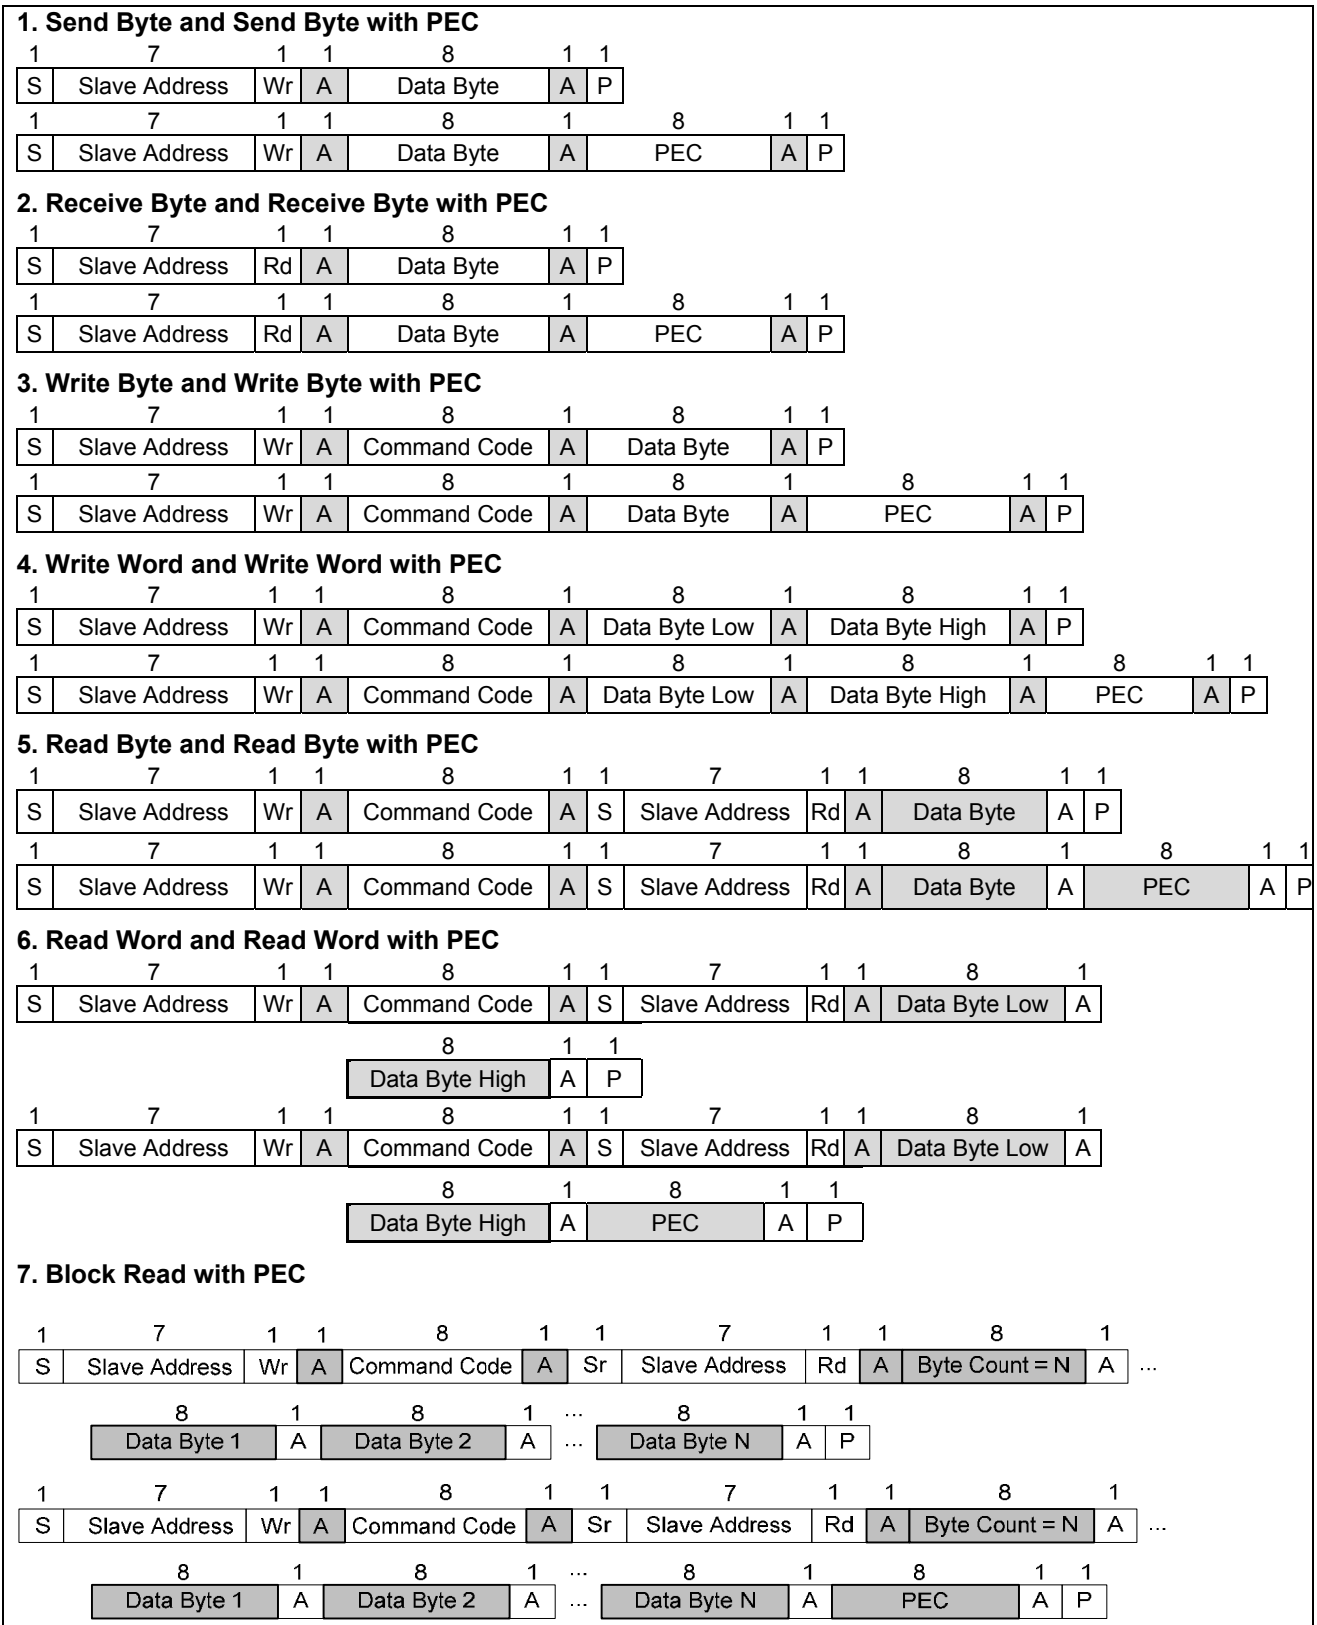 1. Send Byte and Send Byte with PEC
1 7 1 1 8 1 1
S Slave Address Wr A Data Byte A P
1 7 1 1 8 1 8 1 1
S Slave Address Wr A Data Byte A PEC A P
2. Receive Byte and Receive Byte with PEC
1 7 1 1 8 1 1
S Slave Address Rd A Data Byte A P
1 7 1 1 8 1 8 1 1
S Slave Address Rd A Data Byte A PEC A P
3. Write Byte and Write Byte with PEC
1 7 1 1 8 1 8 1 1
S Slave Address Wr A Command Code A Data Byte A P
1 7 1 1 8 1 8 1 8 1 1
S Slave Address Wr A Command Code A Data Byte A PEC A P
4. Write Word and Write Word with PEC
1 7 1 1 8 1 8 1 8 1 1
S Slave Address Wr A Command Code A Data Byte Low A Data Byte High A P
1 7 1 1 8 1 8 1 8 1 8 1 1
S Slave Address Wr A Command Code A Data Byte Low A Data Byte High A PEC A P
5. Read Byte and Read Byte with PEC
1 7 1 1 8 1 1 7 1 1 8 1 1
S Slave Address Wr A Command Code A S Slave Address Rd A Data Byte A P
1 7 1 1 8 1 1 7 1 1 8 1 8 1 1
S Slave Address Wr A Command Code A S Slave Address Rd A Data Byte A PEC A P
6. Read Word and Read Word with PEC
1 7 1 1 8 1 1 7 1 1 8 1
S Slave Address Wr A Command Code A S Slave Address Rd A Data Byte Low A
8 1 1
Data Byte High A P
1 7 1 1 8 1 1 7 1 1 8 1
S Slave Address Wr A Command Code A S Slave Address Rd A Data Byte Low A
8 1 8 1 1
Data Byte High A PEC A P
7. Block Read with PEC
1 7 1 1 8 1 1 7 1 1 8 1
S Slave Address Wr A Command Code A Sr Slave Address Rd A Byte Count = N A ...
8 1 8 1 ... 8 1 1
Data Byte 1 A Data Byte 2 A ... Data Byte N A P
1 7 1 1 8 1 1 7 1 1 8 1
S Slave Address Wr A Command Code A Sr Slave Address Rd A Byte Count = N A ...
8 1 8 1 ... 8 1 8 1 1
Data Byte 1 A Data Byte 2 A ... Data Byte N A PEC A P